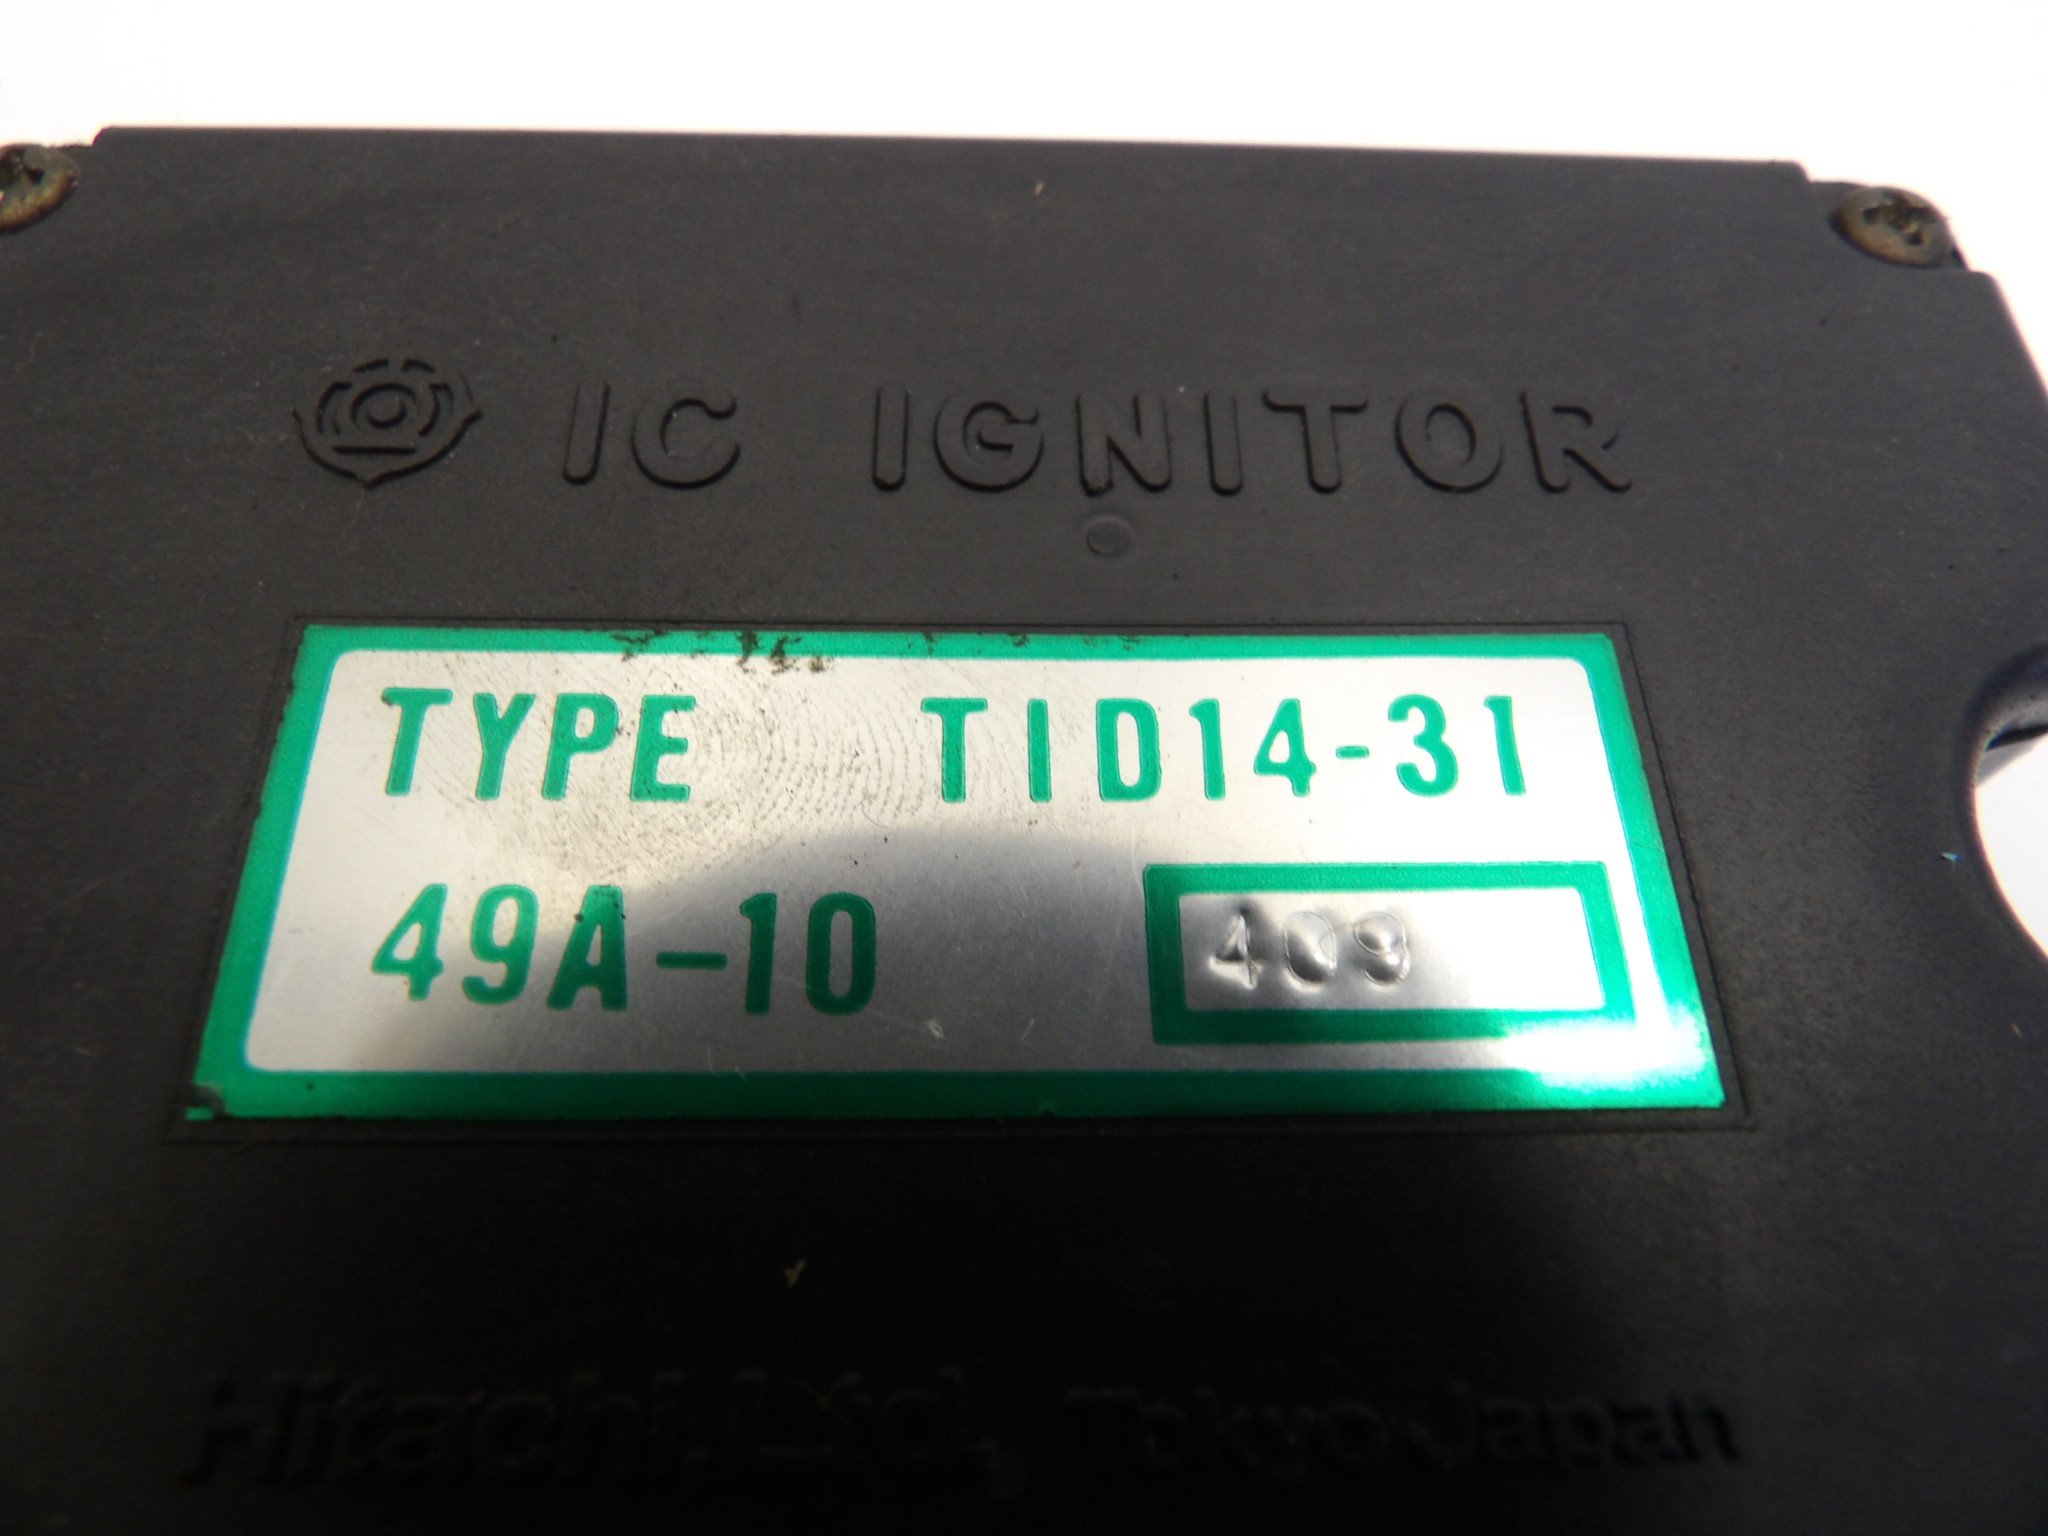 IC IGNITOR
TYPE TID14-31
49A-10 409
Hitachi, Ltd, Tokyo Japan